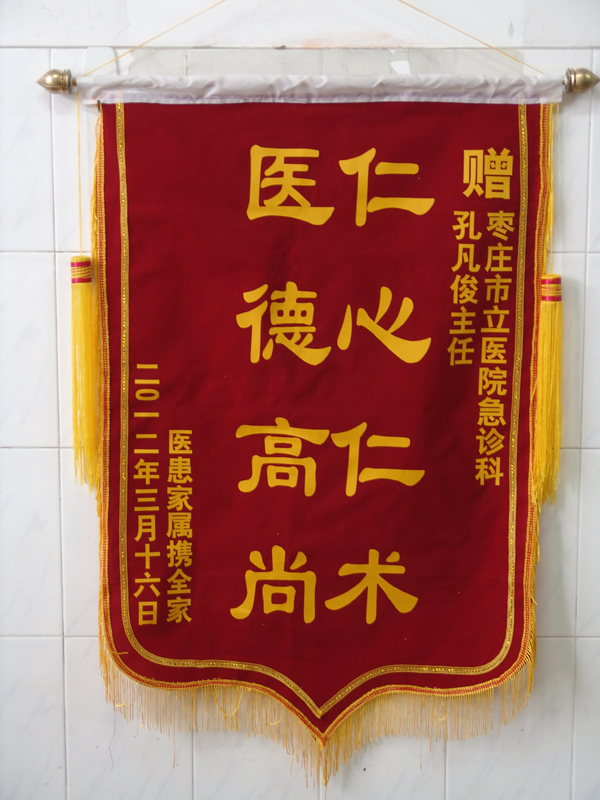 赠
枣庄市立医院急诊科
孔凡俊主任
仁心仁术
医德高尚
医患家属携全家
二0一二年三月十六日